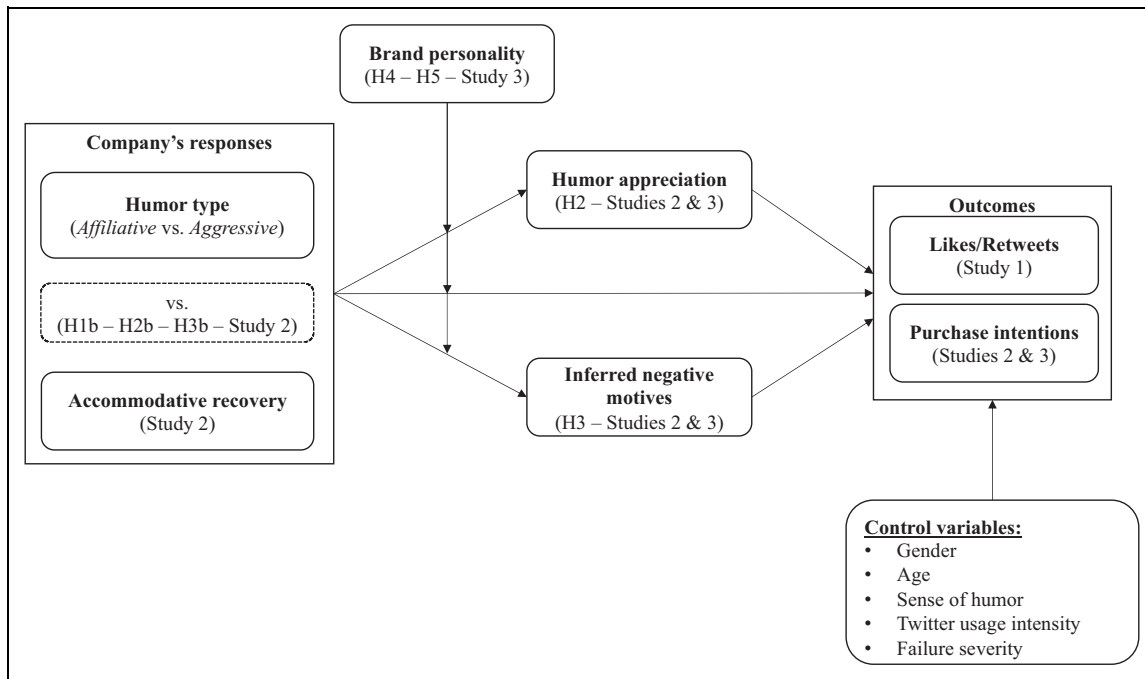 Brand personality
(H4 – H5 – Study 3)
Company’s responses
Humor type
(Affiliative vs. Aggressive)
vs.
(H1b – H2b – H3b – Study 2)
Accommodative recovery
(Study 2)
Humor appreciation
(H2 – Studies 2 & 3)
Inferred negative
motives
(H3 – Studies 2 & 3)
Outcomes
Likes/Retweets
(Study 1)
Purchase intentions
(Studies 2 & 3)
Control variables:
• Gender
• Age
• Sense of humor
• Twitter usage intensity
• Failure severity